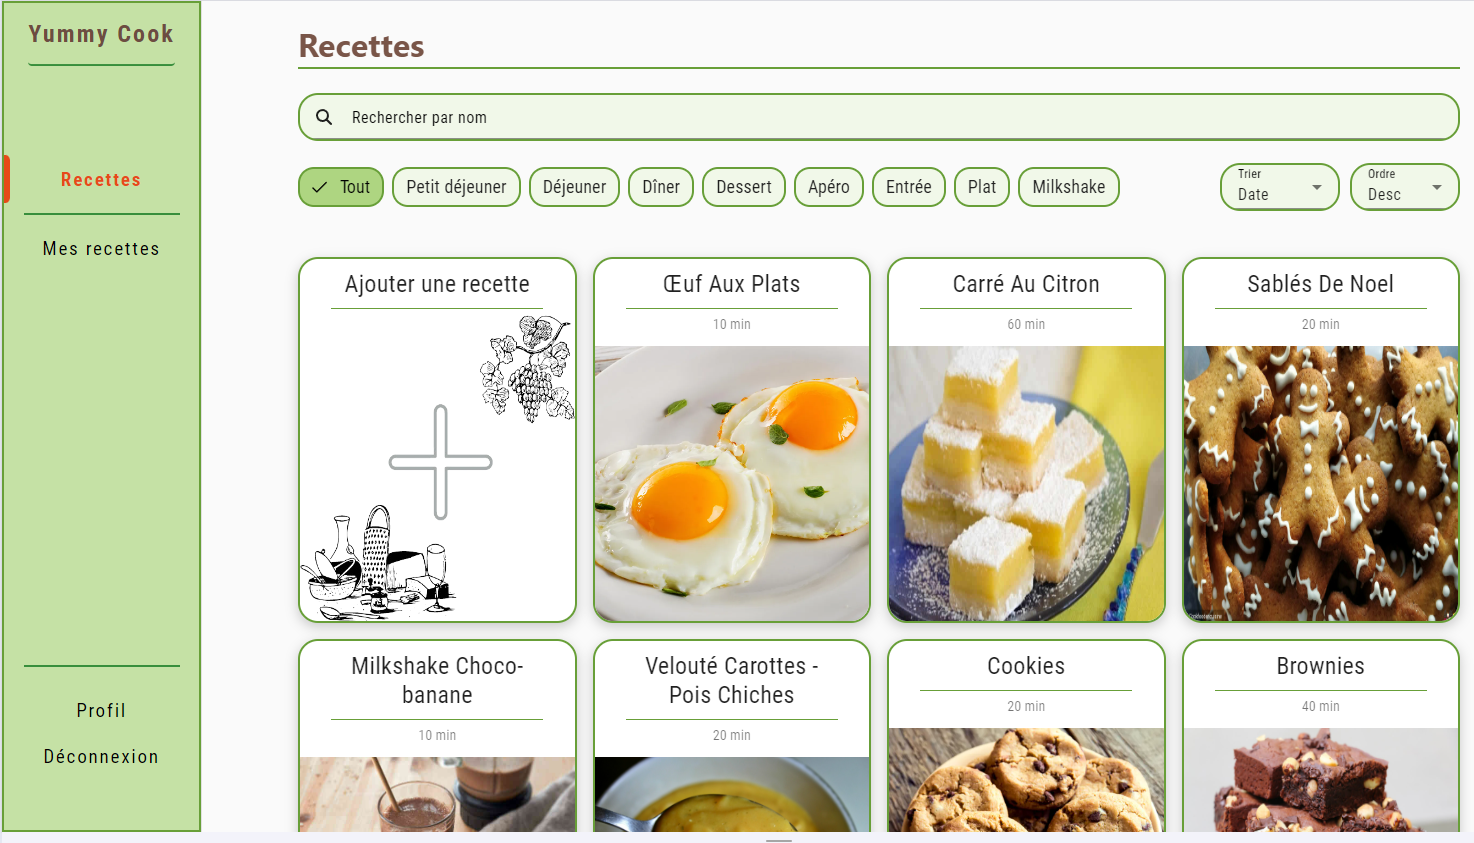 Yummy Cook
Recettes
Mes recettes
Profil
Déconnexion
Recettes
Rechercher par nom
Tout
Petit déjeuner
Déjeuner
Dîner
Dessert
Apéro
Entrée
Plat
Milkshake
Trier
Date
Ordre
Desc
Ajouter une recette
Œuf Aux Plats
10 min
Carré Au Citron
60 min
Sablés De Noel
20 min
Milkshake Choco-
banane
10 min
Velouté Carottes -
Pois Chiches
20 min
Cookies
20 min
Brownies
40 min